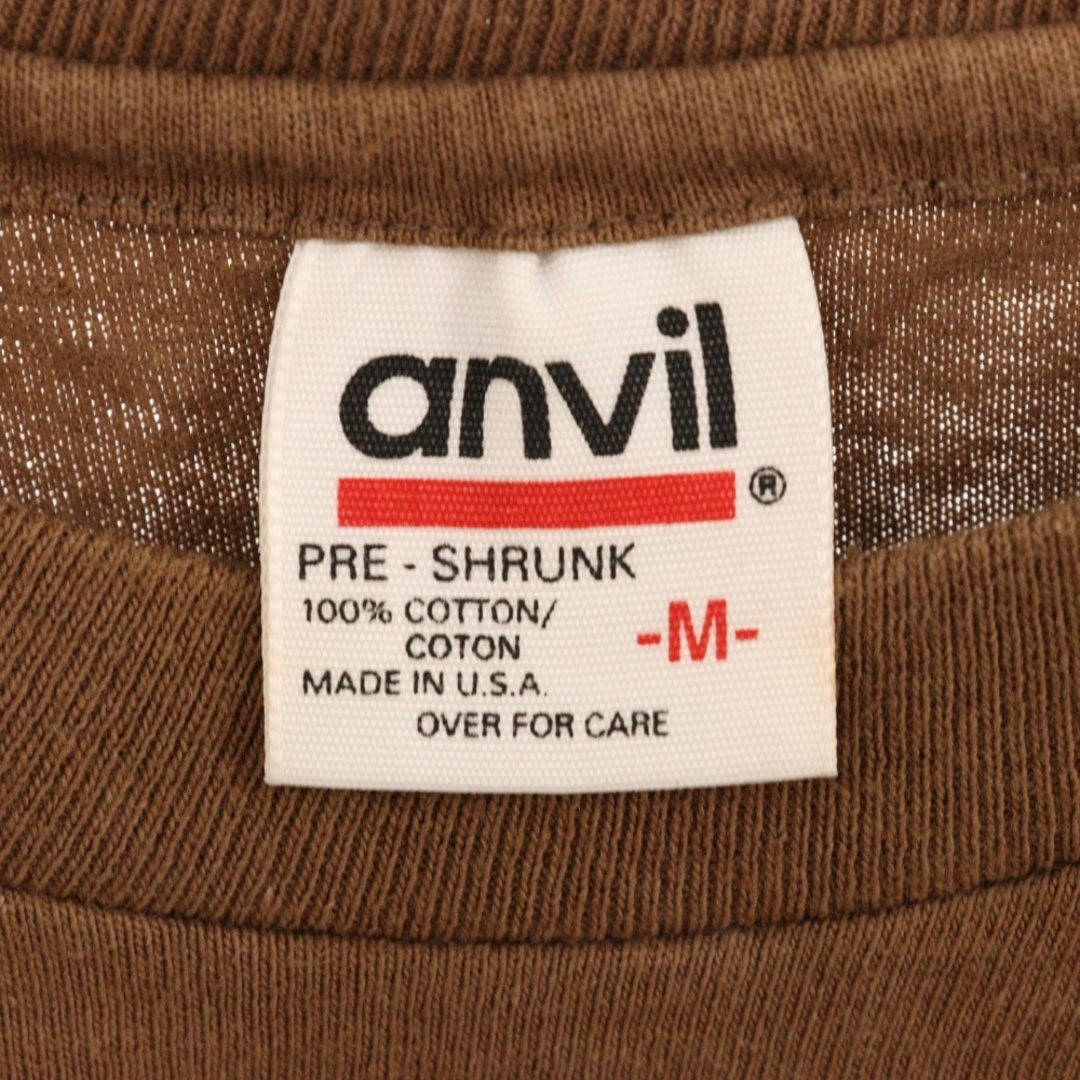 anvil ®
PRE - SHRUNK
100% COTTON/
COTON
-M-
MADE IN U.S.A.
OVER FOR CARE